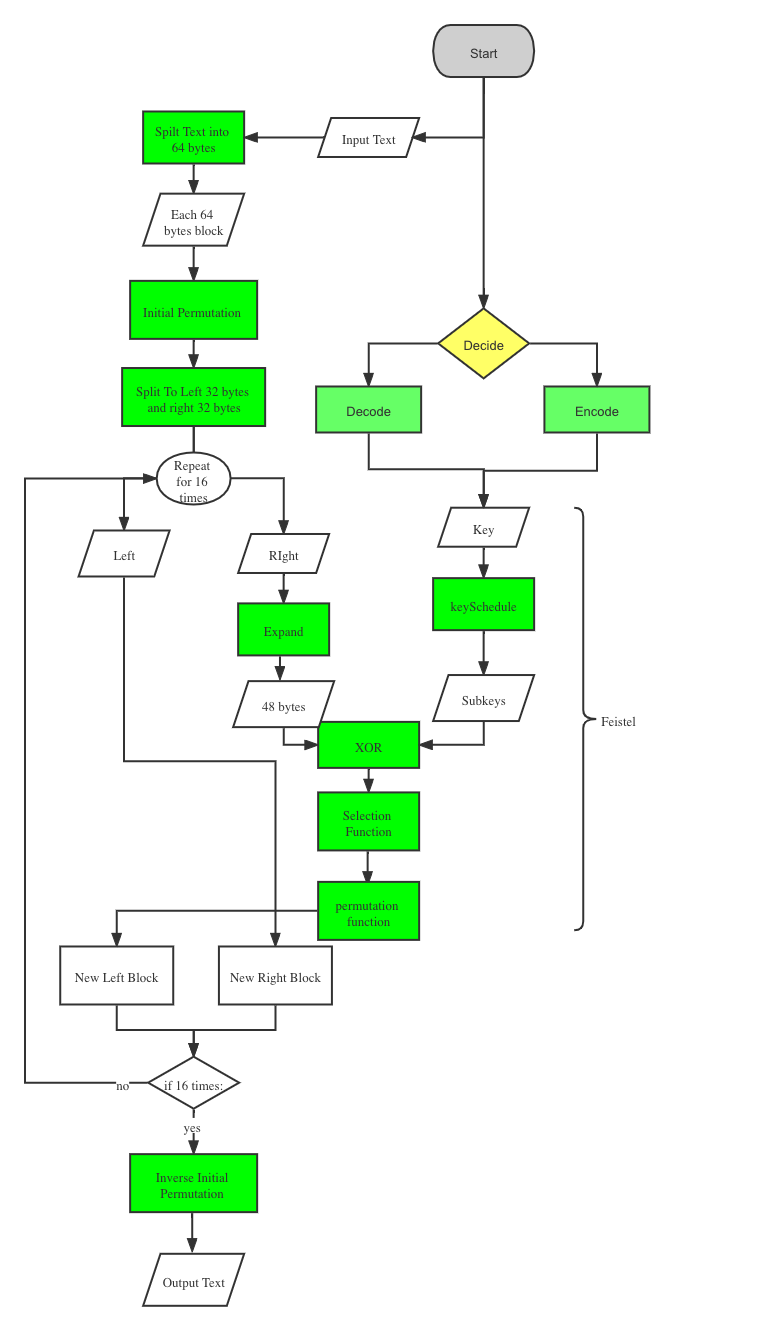 Start
Spilt Text into
64 bytes
Input Text
Each 64
bytes block
Initial Permutation
Decide
Split To Left 32 bytes
and right 32 bytes
Decode
Encode
Repeat
for 16
times
Left
RIght
Key
Expand
keySchedule
48 bytes
Subkeys
Feistel
XOR
Selection
Function
permutation
function
New Left Block
New Right Block
no
if 16 times:
yes
Inverse Initial
Permutation
Output Text